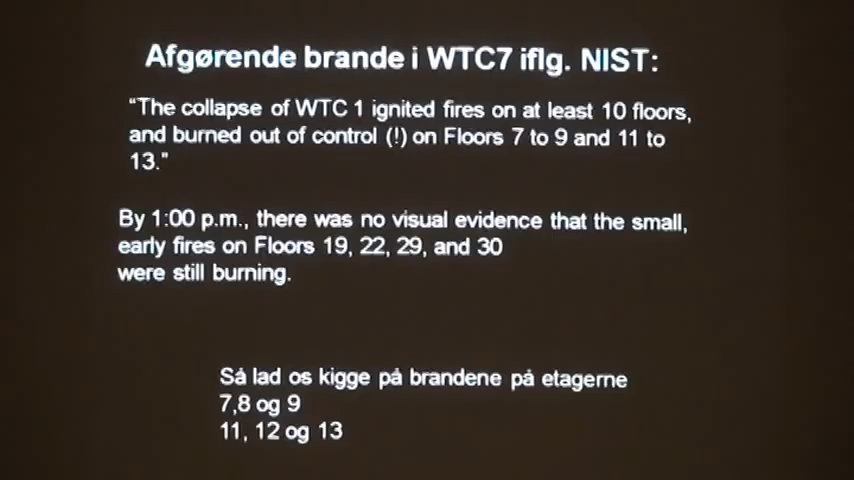 Afgørende brande i WTC7 iflg. NIST:
“The collapse of WTC 1 ignited fires on at least 10 floors,
and burned out of control (!) on Floors 7 to 9 and 11 to
13.”
By 1:00 p.m., there was no visual evidence that the small,
early fires on Floors 19, 22, 29, and 30
were still burning.
Så lad os kigge på brandene på etagerne
7,8 og 9
11, 12 og 13